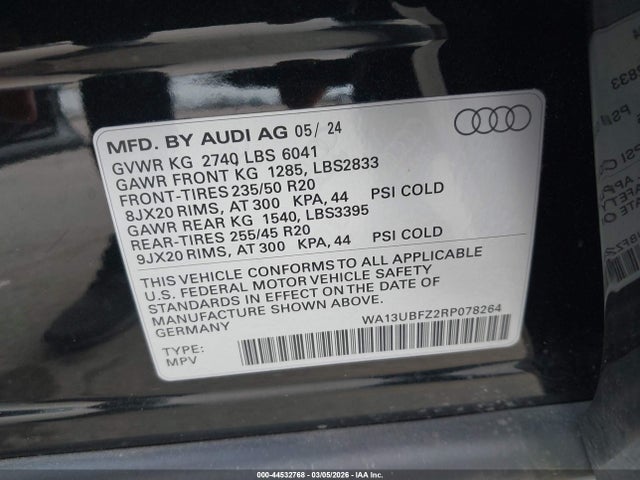 MFD. BY AUDI AG 05/ 24
GVWR KG 2740 LBS 6041
GAWR FRONT KG 1285, LBS2833
FRONT-TIRES 235/50 R20
8JX20 RIMS, AT 300 KPA, 44 PSI COLD
GAWR REAR KG 1540, LBS3395
REAR-TIRES 255/45 R20
9JX20 RIMS, AT 300 KPA, 44 PSI COLD
THIS VEHICLE CONFORMS TO ALL APPLICABLE
U.S. FEDERAL MOTOR VEHICLE SAFETY
STANDARDS IN EFFECT ON THE DATE OF
MANUFACTURE SHOWN ABOVE.
WA13UBFZ2RP078264
TYPE:
MPV
000-44532768 - 03/05/2026 - IAA Inc.